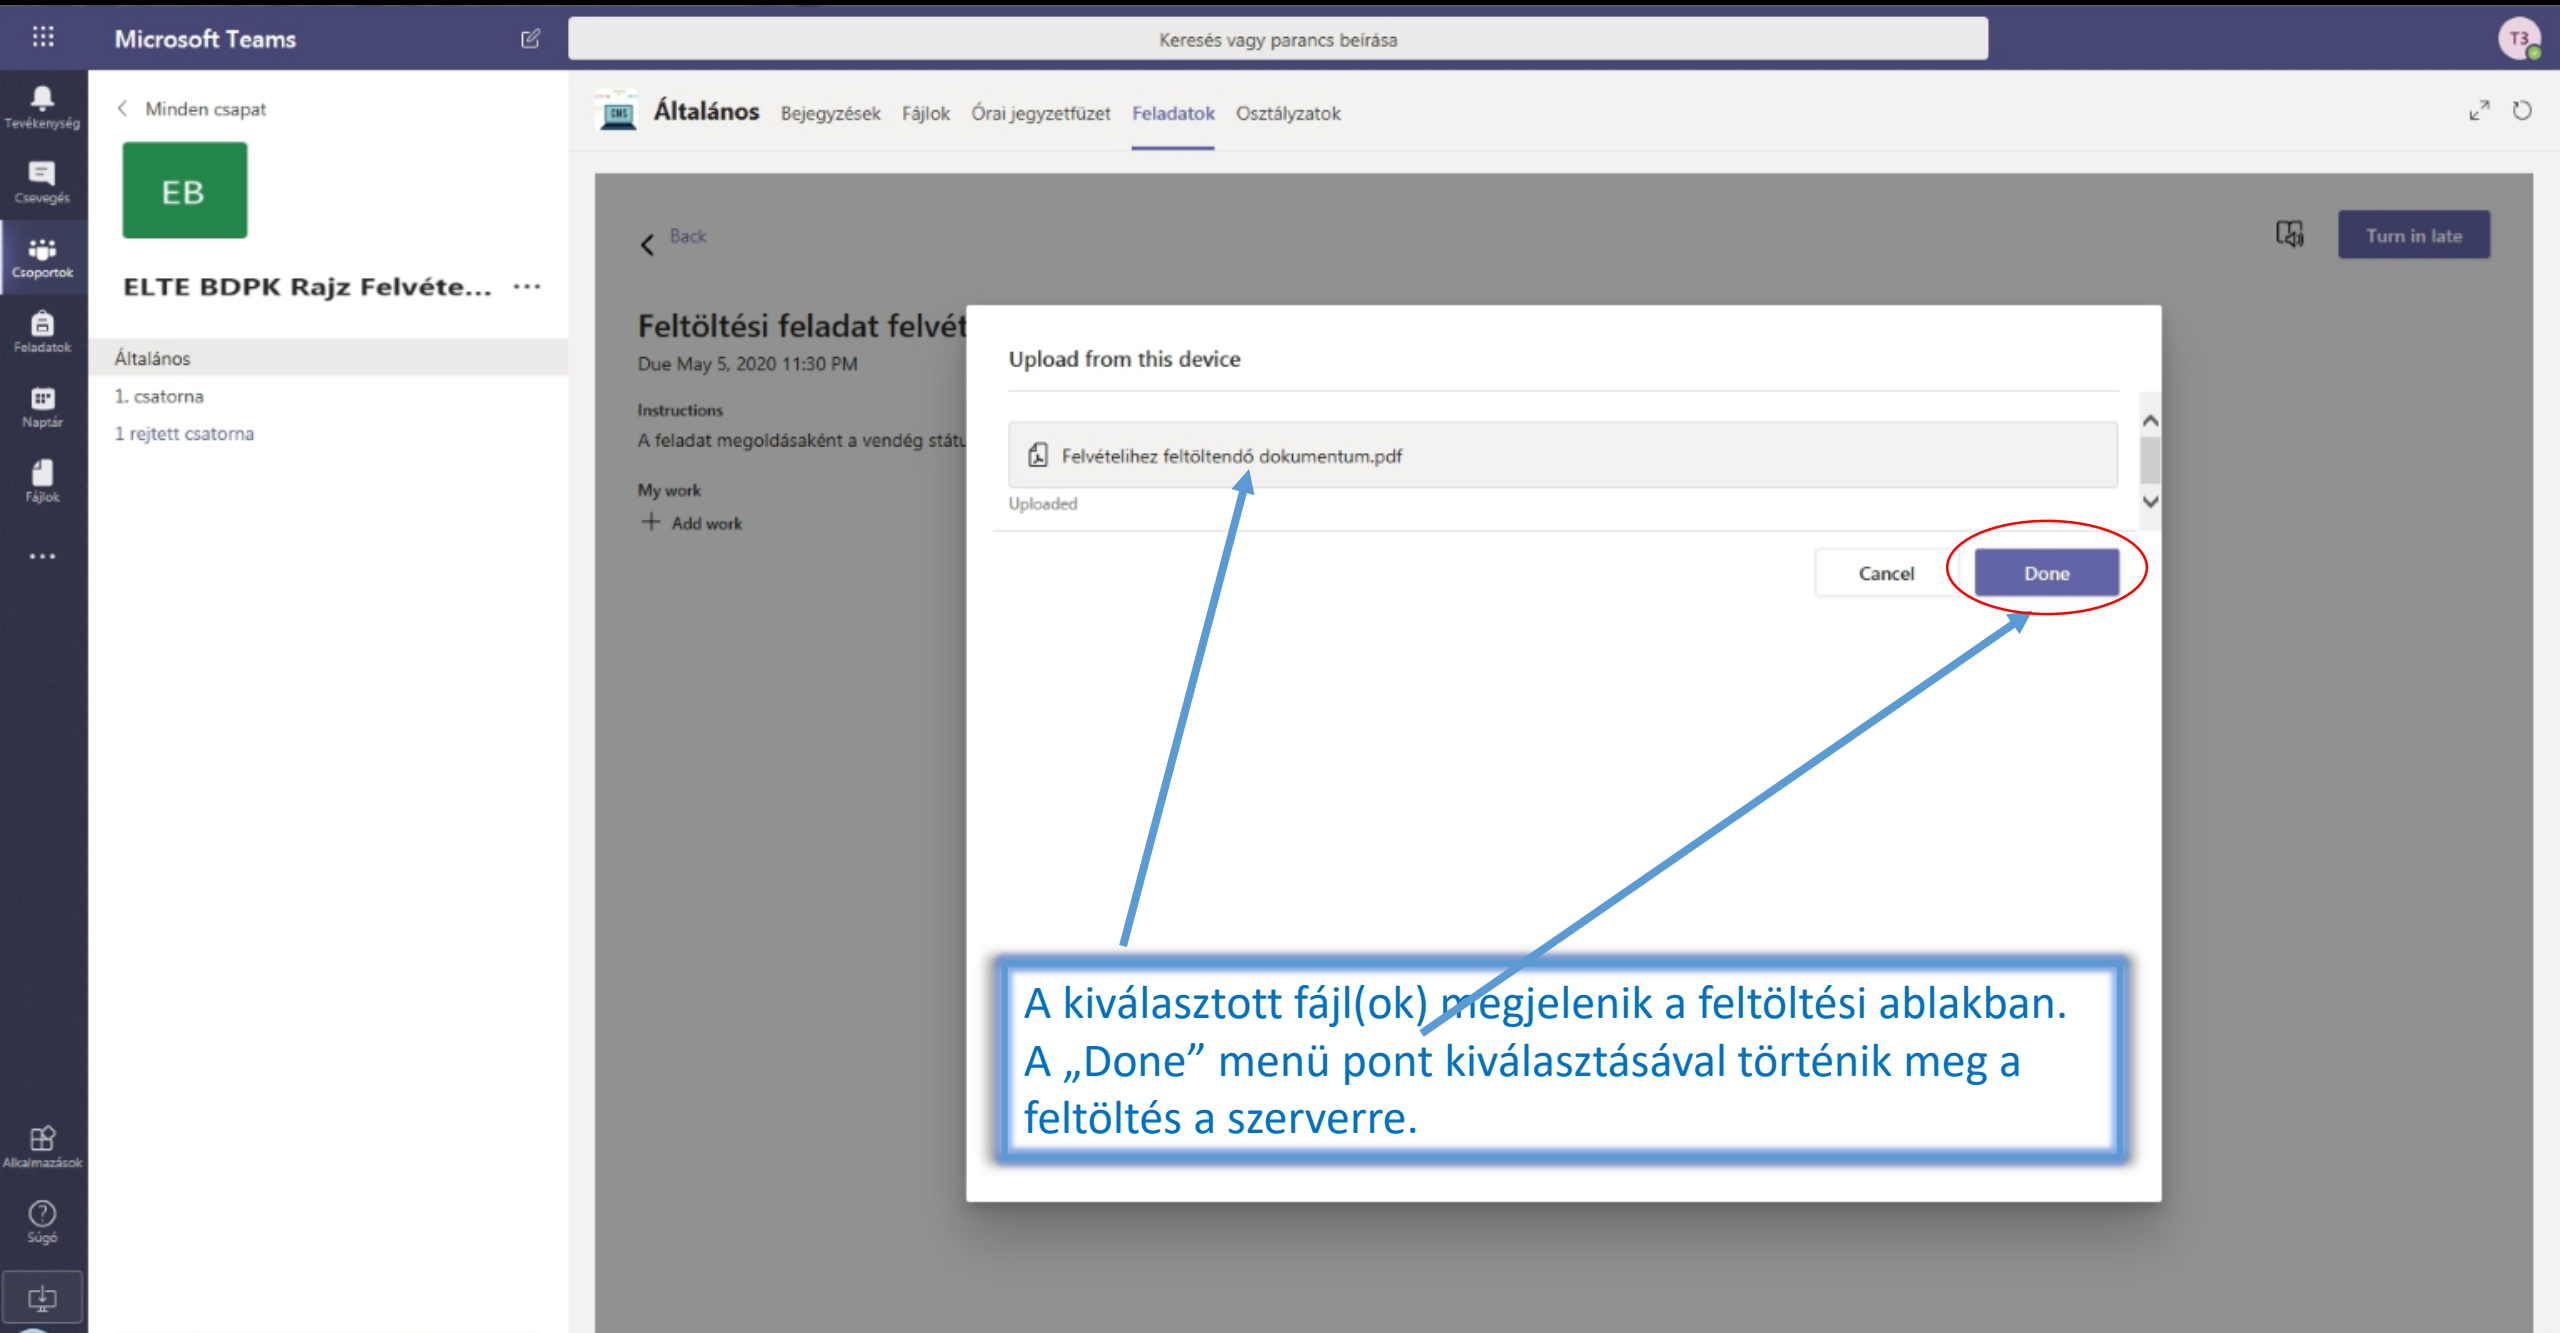 Microsoft Teams
Keresés vagy parancs beírása
T3
Tevékenység
Csevegés
Csoportok
Feladatok
Naptár
Fájlok
Alkalmazások
Súgó
Minden csapat
EB
ELTE BDPK Rajz Felvéte... ...
Általános
1. csatorna
1 rejtett csatorna
CMS
Általános Bejegyzések Fájlok Órai jegyzetfüzet Feladatok Osztályzatok
Back
Turn in late
Feltöltési feladat felvét
Due May 5, 2020 11:30 PM
Instructions
A feladat megoldásaként a vendég státu
My work
+ Add work
Upload from this device
Felvételihez feltöltendő dokumentum.pdf
Uploaded
Cancel
Done
A kiválasztott fájl(ok) megjelenik a feltöltési ablakban.
A „Done” menü pont kiválasztásával történik meg a
feltöltés a szerverre.